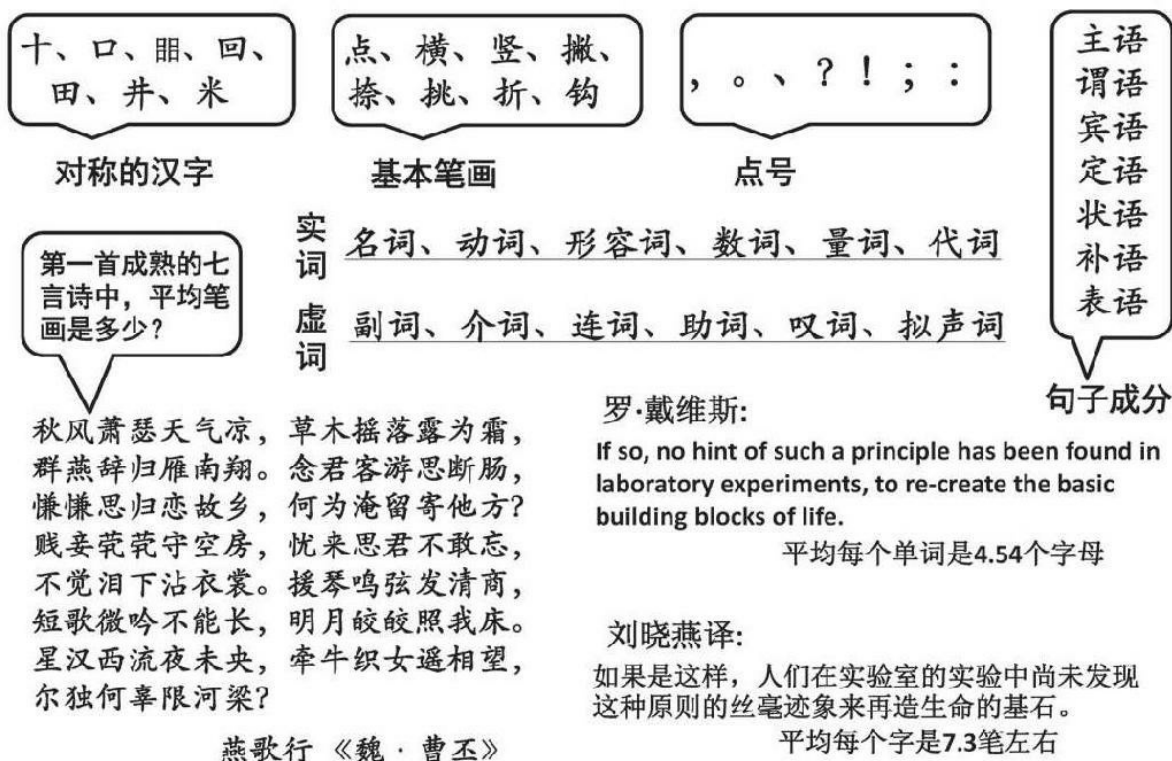 十、口、㗊、回、
田、井、米
对称的汉字
点、横、竖、撇、
捺、挑、折、钩
基本笔画
，。、？！；：
点号
主语
谓语
宾语
定语
状语
补语
表语
句子成分
实词 名词、动词、形容词、数词、量词、代词
虚词 副词、介词、连词、助词、叹词、拟声词
第一首成熟的七
言诗中，平均笔
画是多少？
秋风萧瑟天气凉，草木摇落露为霜，
群燕辞归雁南翔。念君客游思断肠，
慊慊思归恋故乡，何为淹留寄他方？
贱妾茕茕守空房，忧来思君不敢忘，
不觉泪下沾衣裳。援琴鸣弦发清商，
短歌微吟不能长，明月皎皎照我床。
星汉西流夜未央，牵牛织女遥相望，
尔独何辜限河梁？
燕歌行 《魏·曹丕》
罗·戴维斯:
If so, no hint of such a principle has been found in
laboratory experiments, to re-create the basic
building blocks of life.
平均每个单词是4.54个字母
刘晓燕译:
如果是这样，人们在实验室的实验中尚未发现
这种原则的丝毫迹象来再造生命的基石。
平均每个字是7.3笔左右